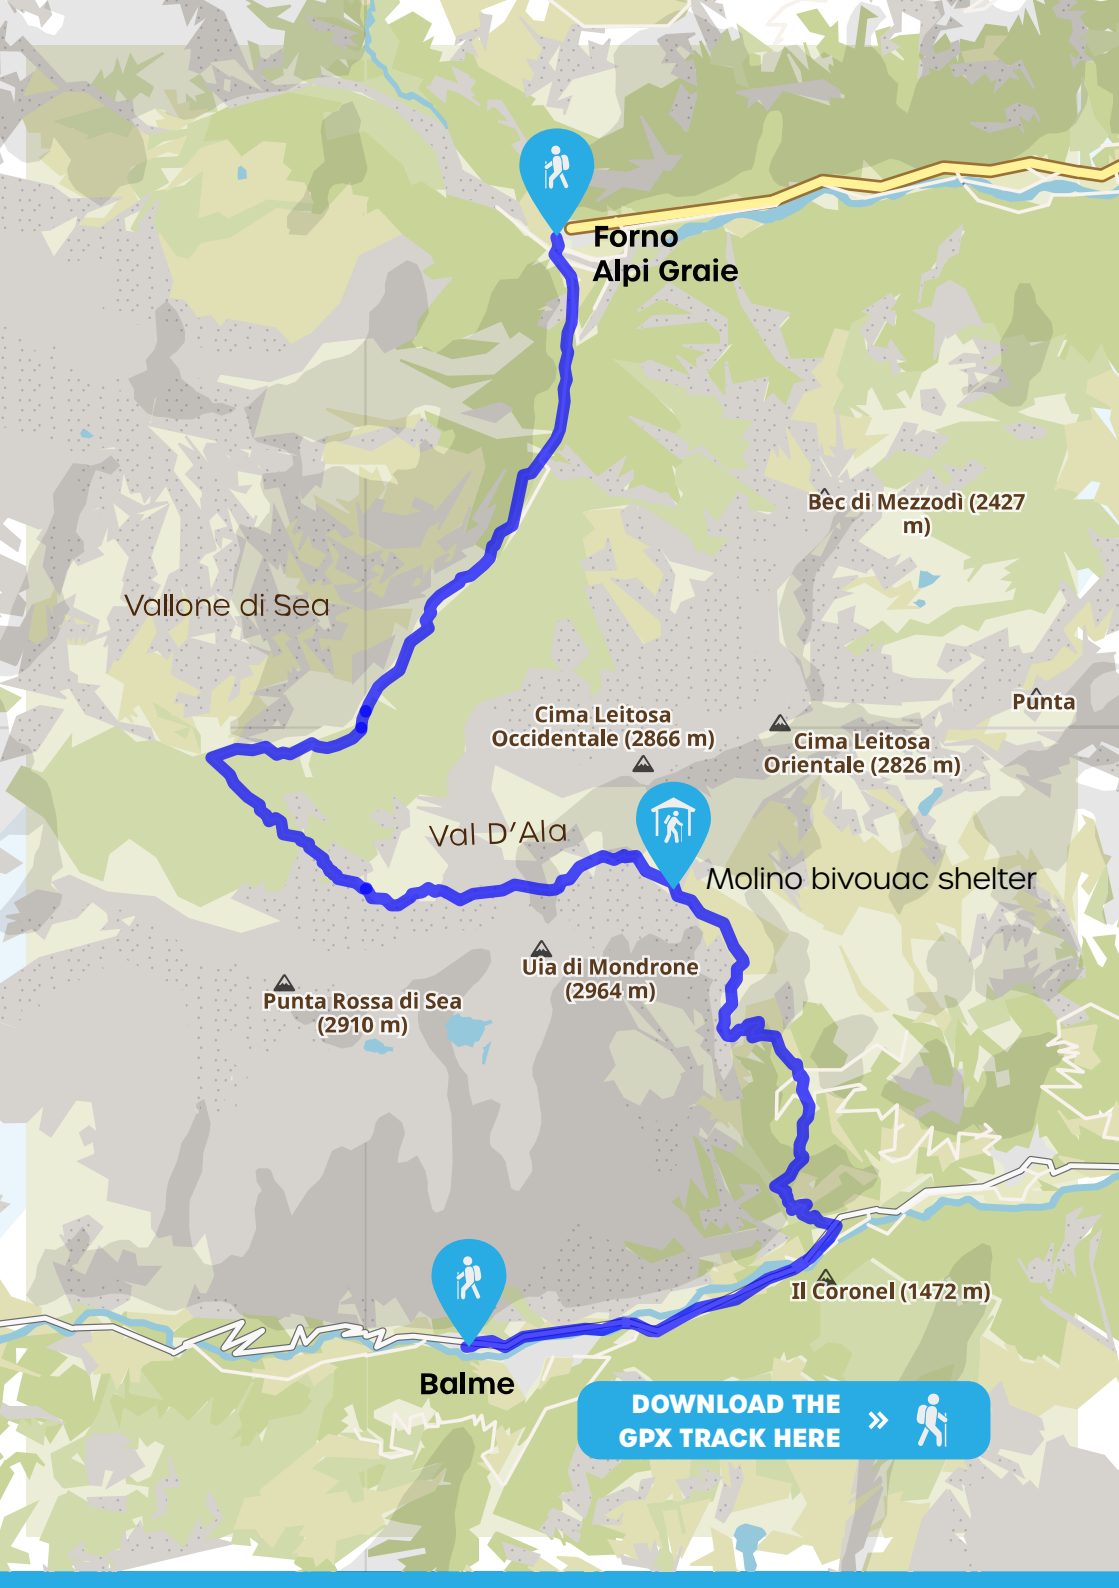 Forno
Alpi Graie
Bec di Mezzodì (2427
m)
Vallone di Sea
Punta
Cima Leitosa
Occidentale (2866 m)
Cima Leitosa
Orientale (2826 m)
Val D'Ala
Molino bivouac shelter
Uia di Mondrone
(2964 m)
Punta Rossa di Sea
(2910 m)
Il Coronel (1472 m)
Balme
DOWNLOAD THE
GPX TRACK HERE »